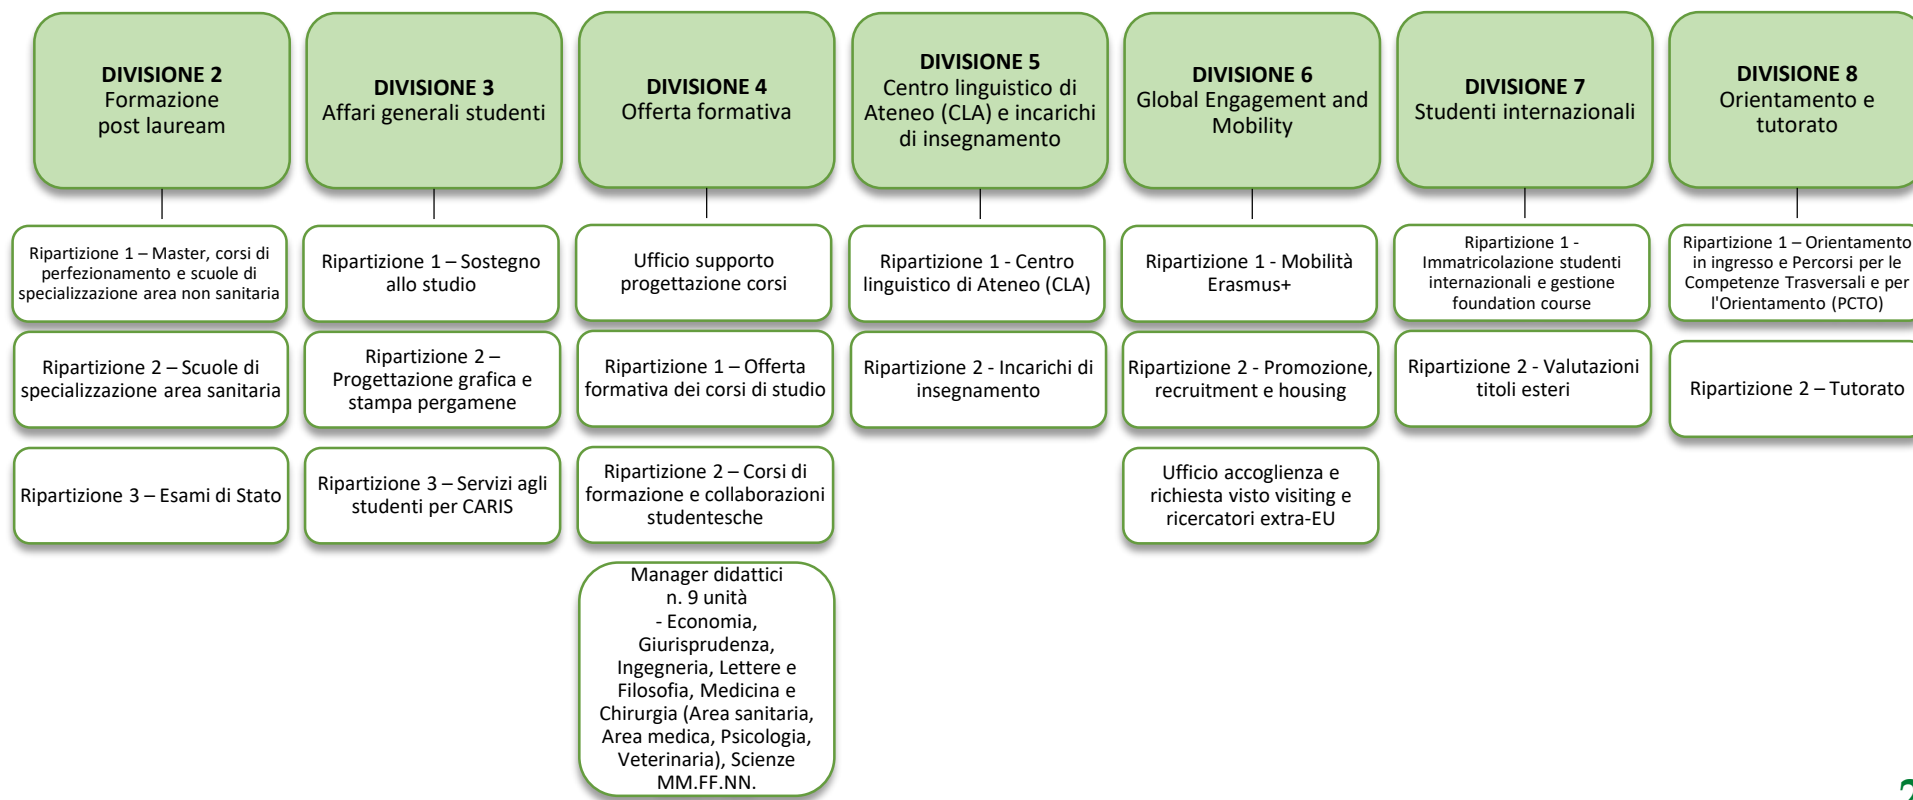 DIVISIONE 2
Formazione
post lauream
Ripartizione 1 – Master, corsi di
perfezionamento e scuole di
specializzazione area non sanitaria
Ripartizione 2 – Scuole di
specializzazione area sanitaria
Ripartizione 3 – Esami di Stato
DIVISIONE 3
Affari generali studenti
Ripartizione 1 – Sostegno
allo studio
Ripartizione 2 –
Progettazione grafica e
stampa pergamene
Ripartizione 3 – Servizi agli
studenti per CARIS
DIVISIONE 4
Offerta formativa
Ufficio supporto
progettazione corsi
Ripartizione 1 – Offerta
formativa dei corsi di studio
Ripartizione 2 – Corsi di
formazione e collaborazioni
studentesche
Manager didattici
n. 9 unità
- Economia,
Giurisprudenza,
Ingegneria, Lettere e
Filosofia, Medicina e
Chirurgia (Area sanitaria,
Area medica, Psicologia,
Veterinaria), Scienze
MM.FF.NN.
DIVISIONE 5
Centro linguistico di
Ateneo (CLA) e incarichi
di insegnamento
Ripartizione 1 - Centro
linguistico di Ateneo (CLA)
Ripartizione 2 - Incarichi di
insegnamento
DIVISIONE 6
Global Engagement and
Mobility
Ripartizione 1 - Mobilità
Erasmus+
Ripartizione 2 - Promozione,
recruitment e housing
Ufficio accoglienza e
richiesta visto visiting e
ricercatori extra-EU
DIVISIONE 7
Studenti internazionali
Ripartizione 1 -
Immatricolazione studenti
internazionali e gestione
foundation course
Ripartizione 2 - Valutazioni
titoli esteri
DIVISIONE 8
Orientamento e
tutorato
Ripartizione 1 – Orientamento
in ingresso e Percorsi per le
Competenze Trasversali e per
l'Orientamento (PCTO)
Ripartizione 2 – Tutorato